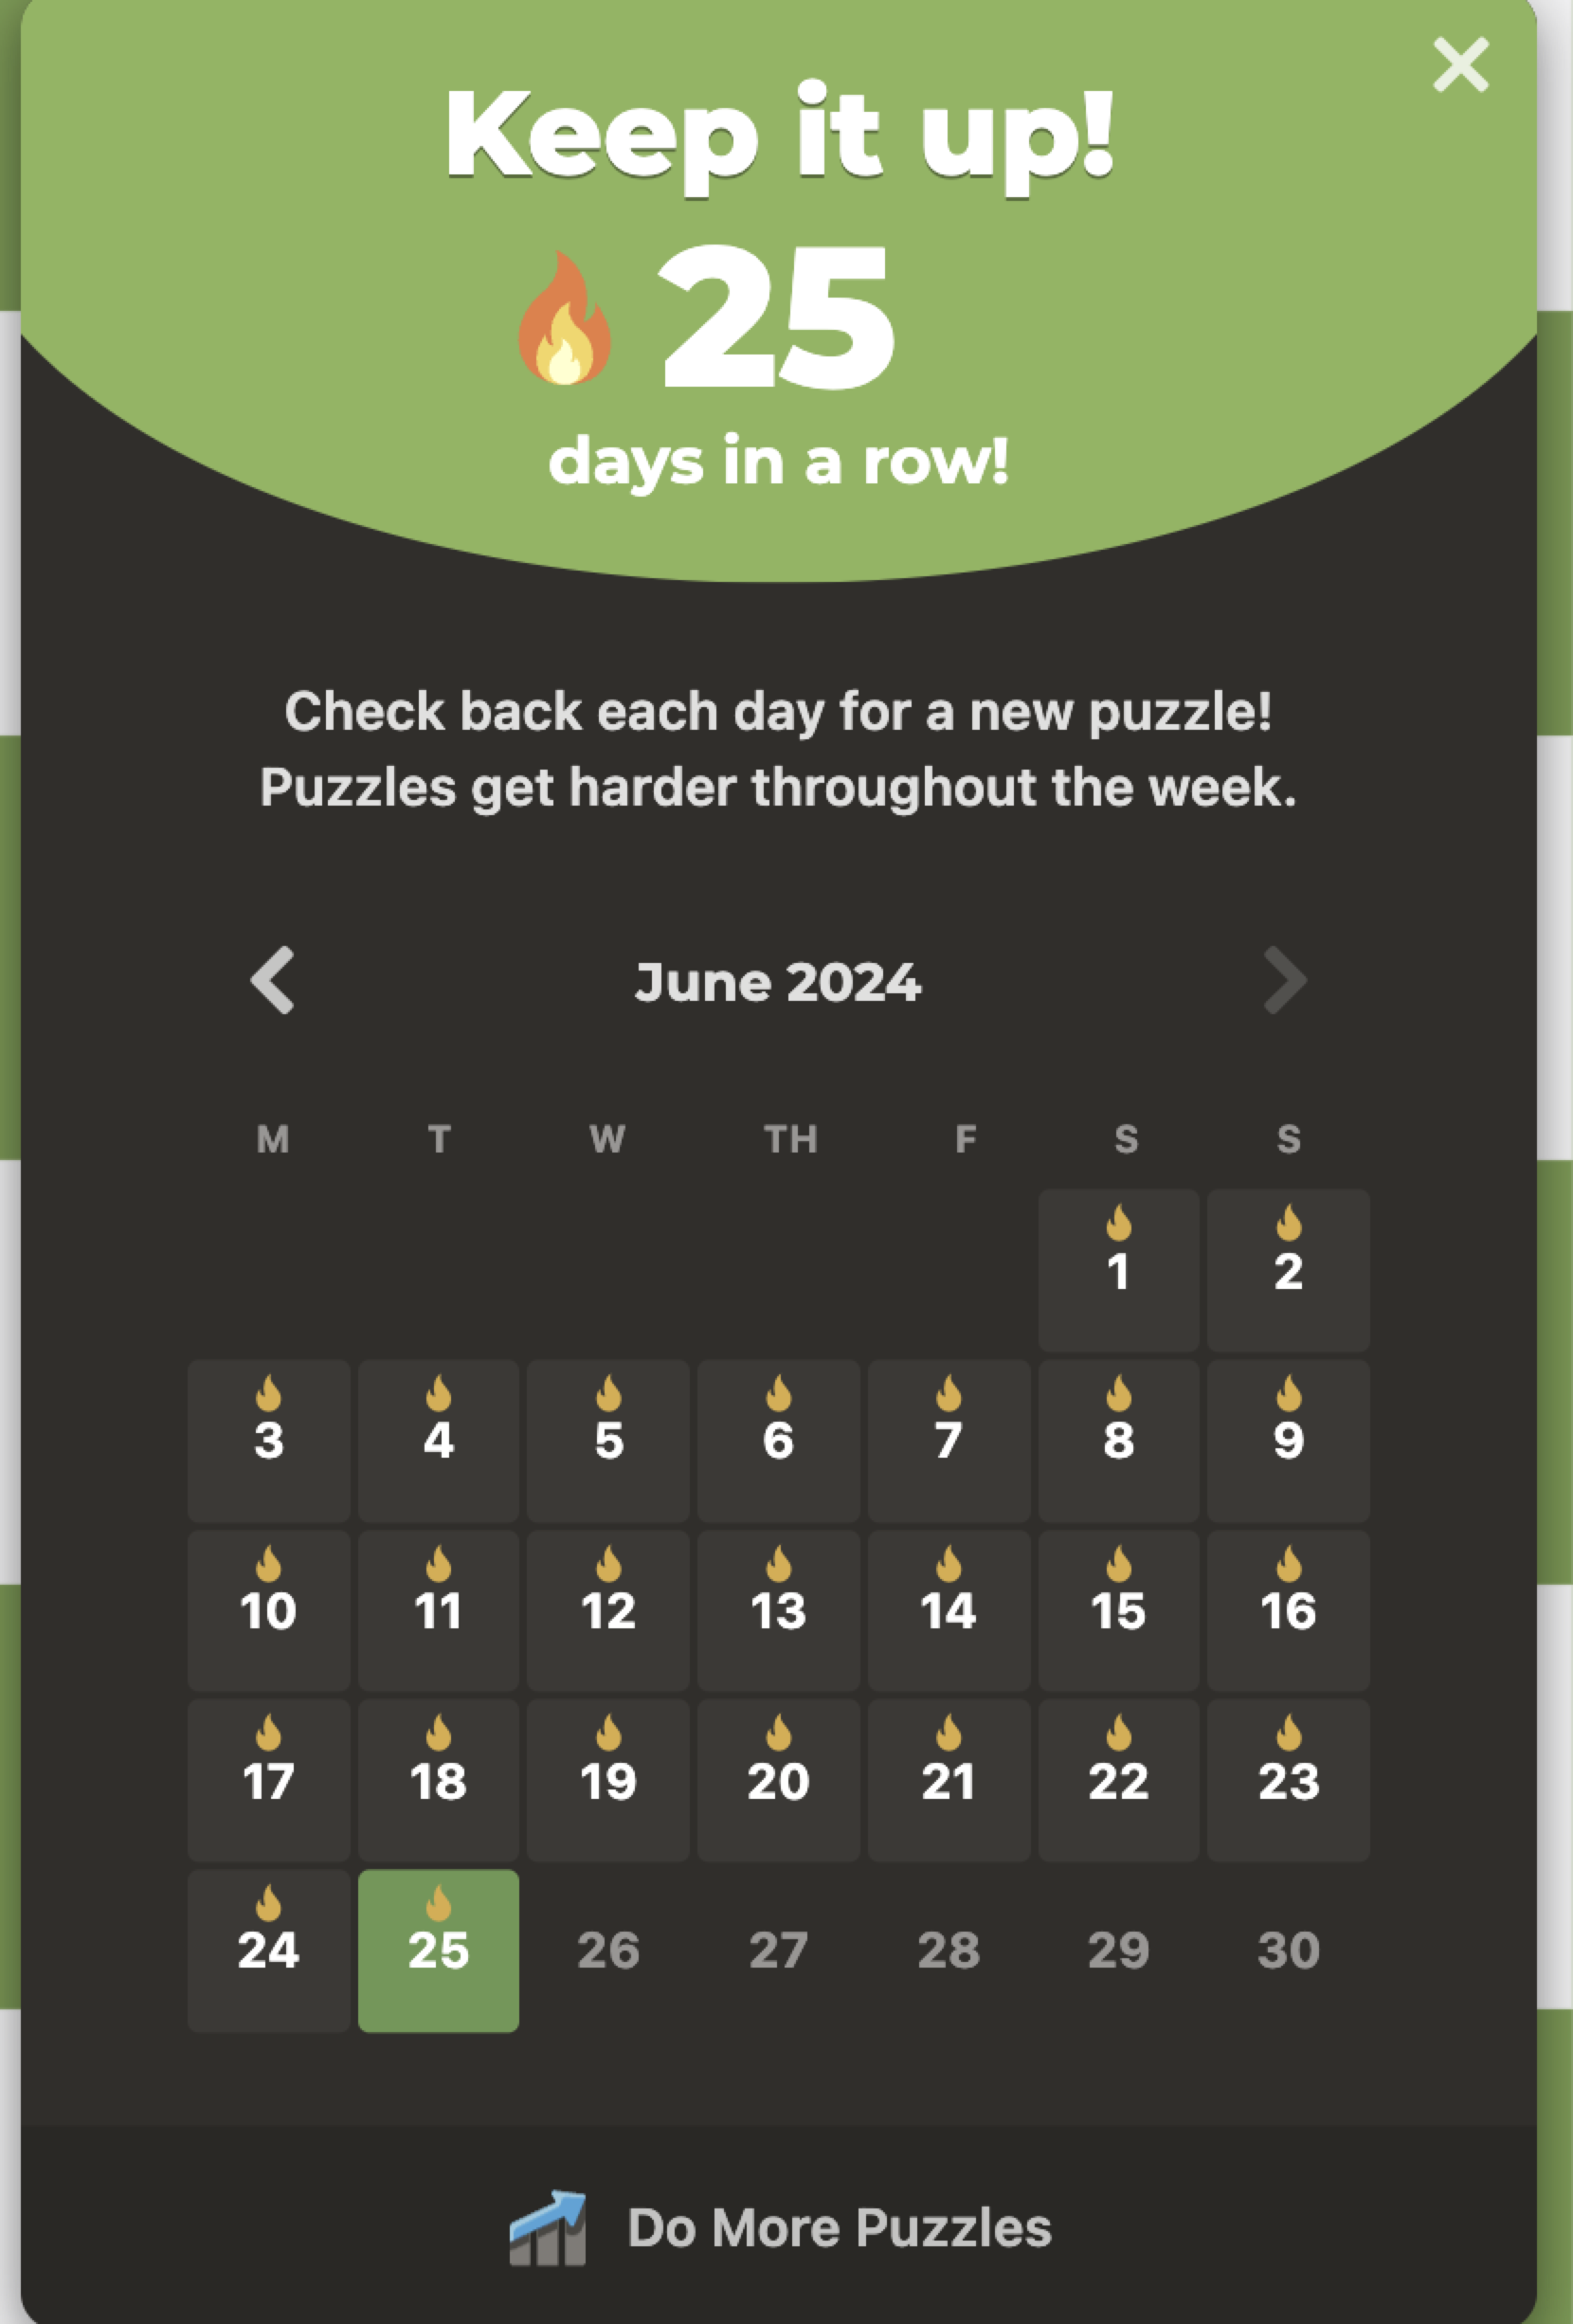 Keep it up!
25
days in a row!
Check back each day for a new puzzle!
Puzzles get harder throughout the week.
June 2024
M T W TH F S S
1 2
3 4 5 6 7 8 9
10 11 12 13 14 15 16
17 18 19 20 21 22 23
24 25 26 27 28 29 30
Do More Puzzles